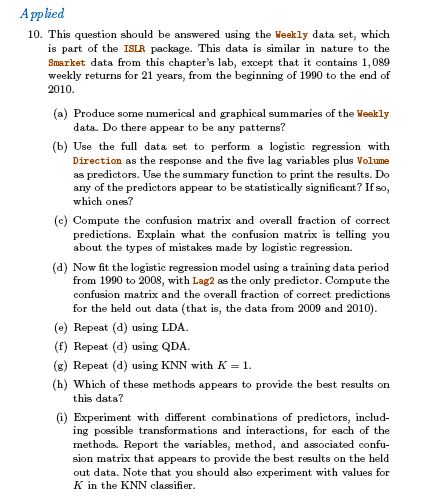 Applied
10. This question should be answered using the Weekly data set, which
is part of the ISLR package. This data is similar in nature to the
Smarket data from this chapter's lab, except that it contains 1,089
weekly returns for 21 years, from the beginning of 1990 to the end of
2010.
(a) Produce some numerical and graphical summaries of the Weekly
data. Do there appear to be any patterns?
(b) Use the full data set to perform a logistic regression with
Direction as the response and the five lag variables plus Volume
as predictors. Use the summary function to print the results. Do
any of the predictors appear to be statistically significant? If so,
which ones?
(c) Compute the confusion matrix and overall fraction of correct
predictions. Explain what the confusion matrix is telling you
about the types of mistakes made by logistic regression.
(d) Now fit the logistic regression model using a training data period
from 1990 to 2008, with Lag2 as the only predictor. Compute the
confusion matrix and the overall fraction of correct predictions
for the held out data (that is, the data from 2009 and 2010).
(e) Repeat (d) using LDA.
(f) Repeat (d) using QDA.
(g) Repeat (d) using KNN with K = 1.
(h) Which of these methods appears to provide the best results on
this data?
(i) Experiment with different combinations of predictors, includ-
ing possible transformations and interactions, for each of the
methods. Report the variables, method, and associated confu-
sion matrix that appears to provide the best results on the held
out data. Note that you should also experiment with values for
K in the KNN classifier.